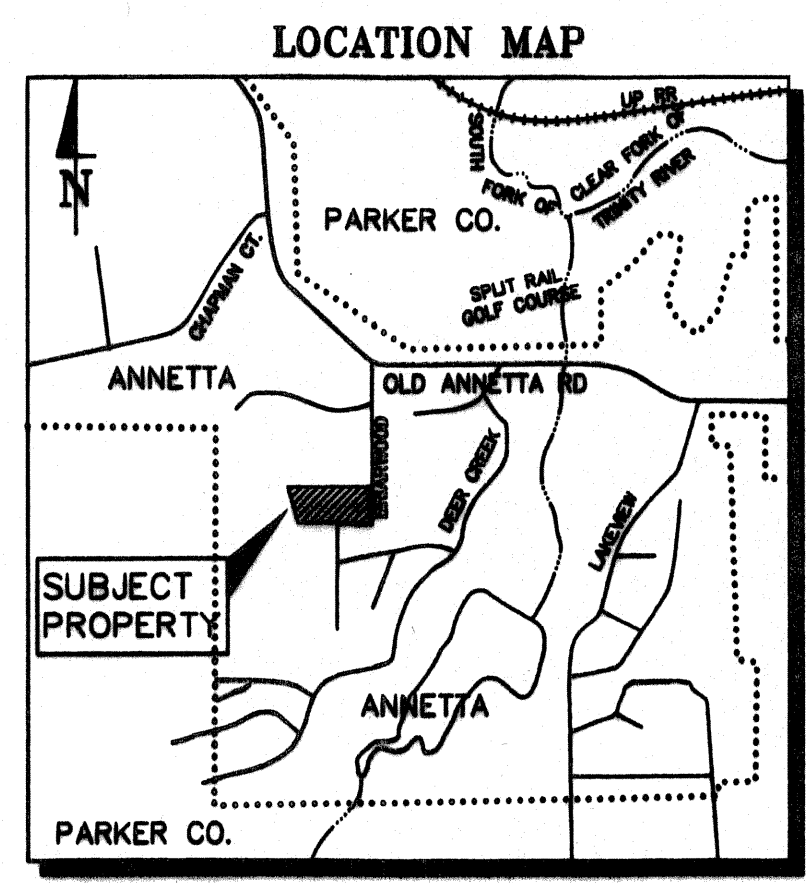 LOCATION MAP
UP RR
SOUTH
FORK OF
CLEAR FORK OF
TRINITY RIVER
N
PARKER CO.
CHAPMAN CT.
SPLIT RAIL
GOLF COURSE
ANNETTA
OLD ANNETTA RD
BRIARWOOD
DEER CREEK
LAKEVIEW
SUBJECT
PROPERTY
ANNETTA
PARKER CO.